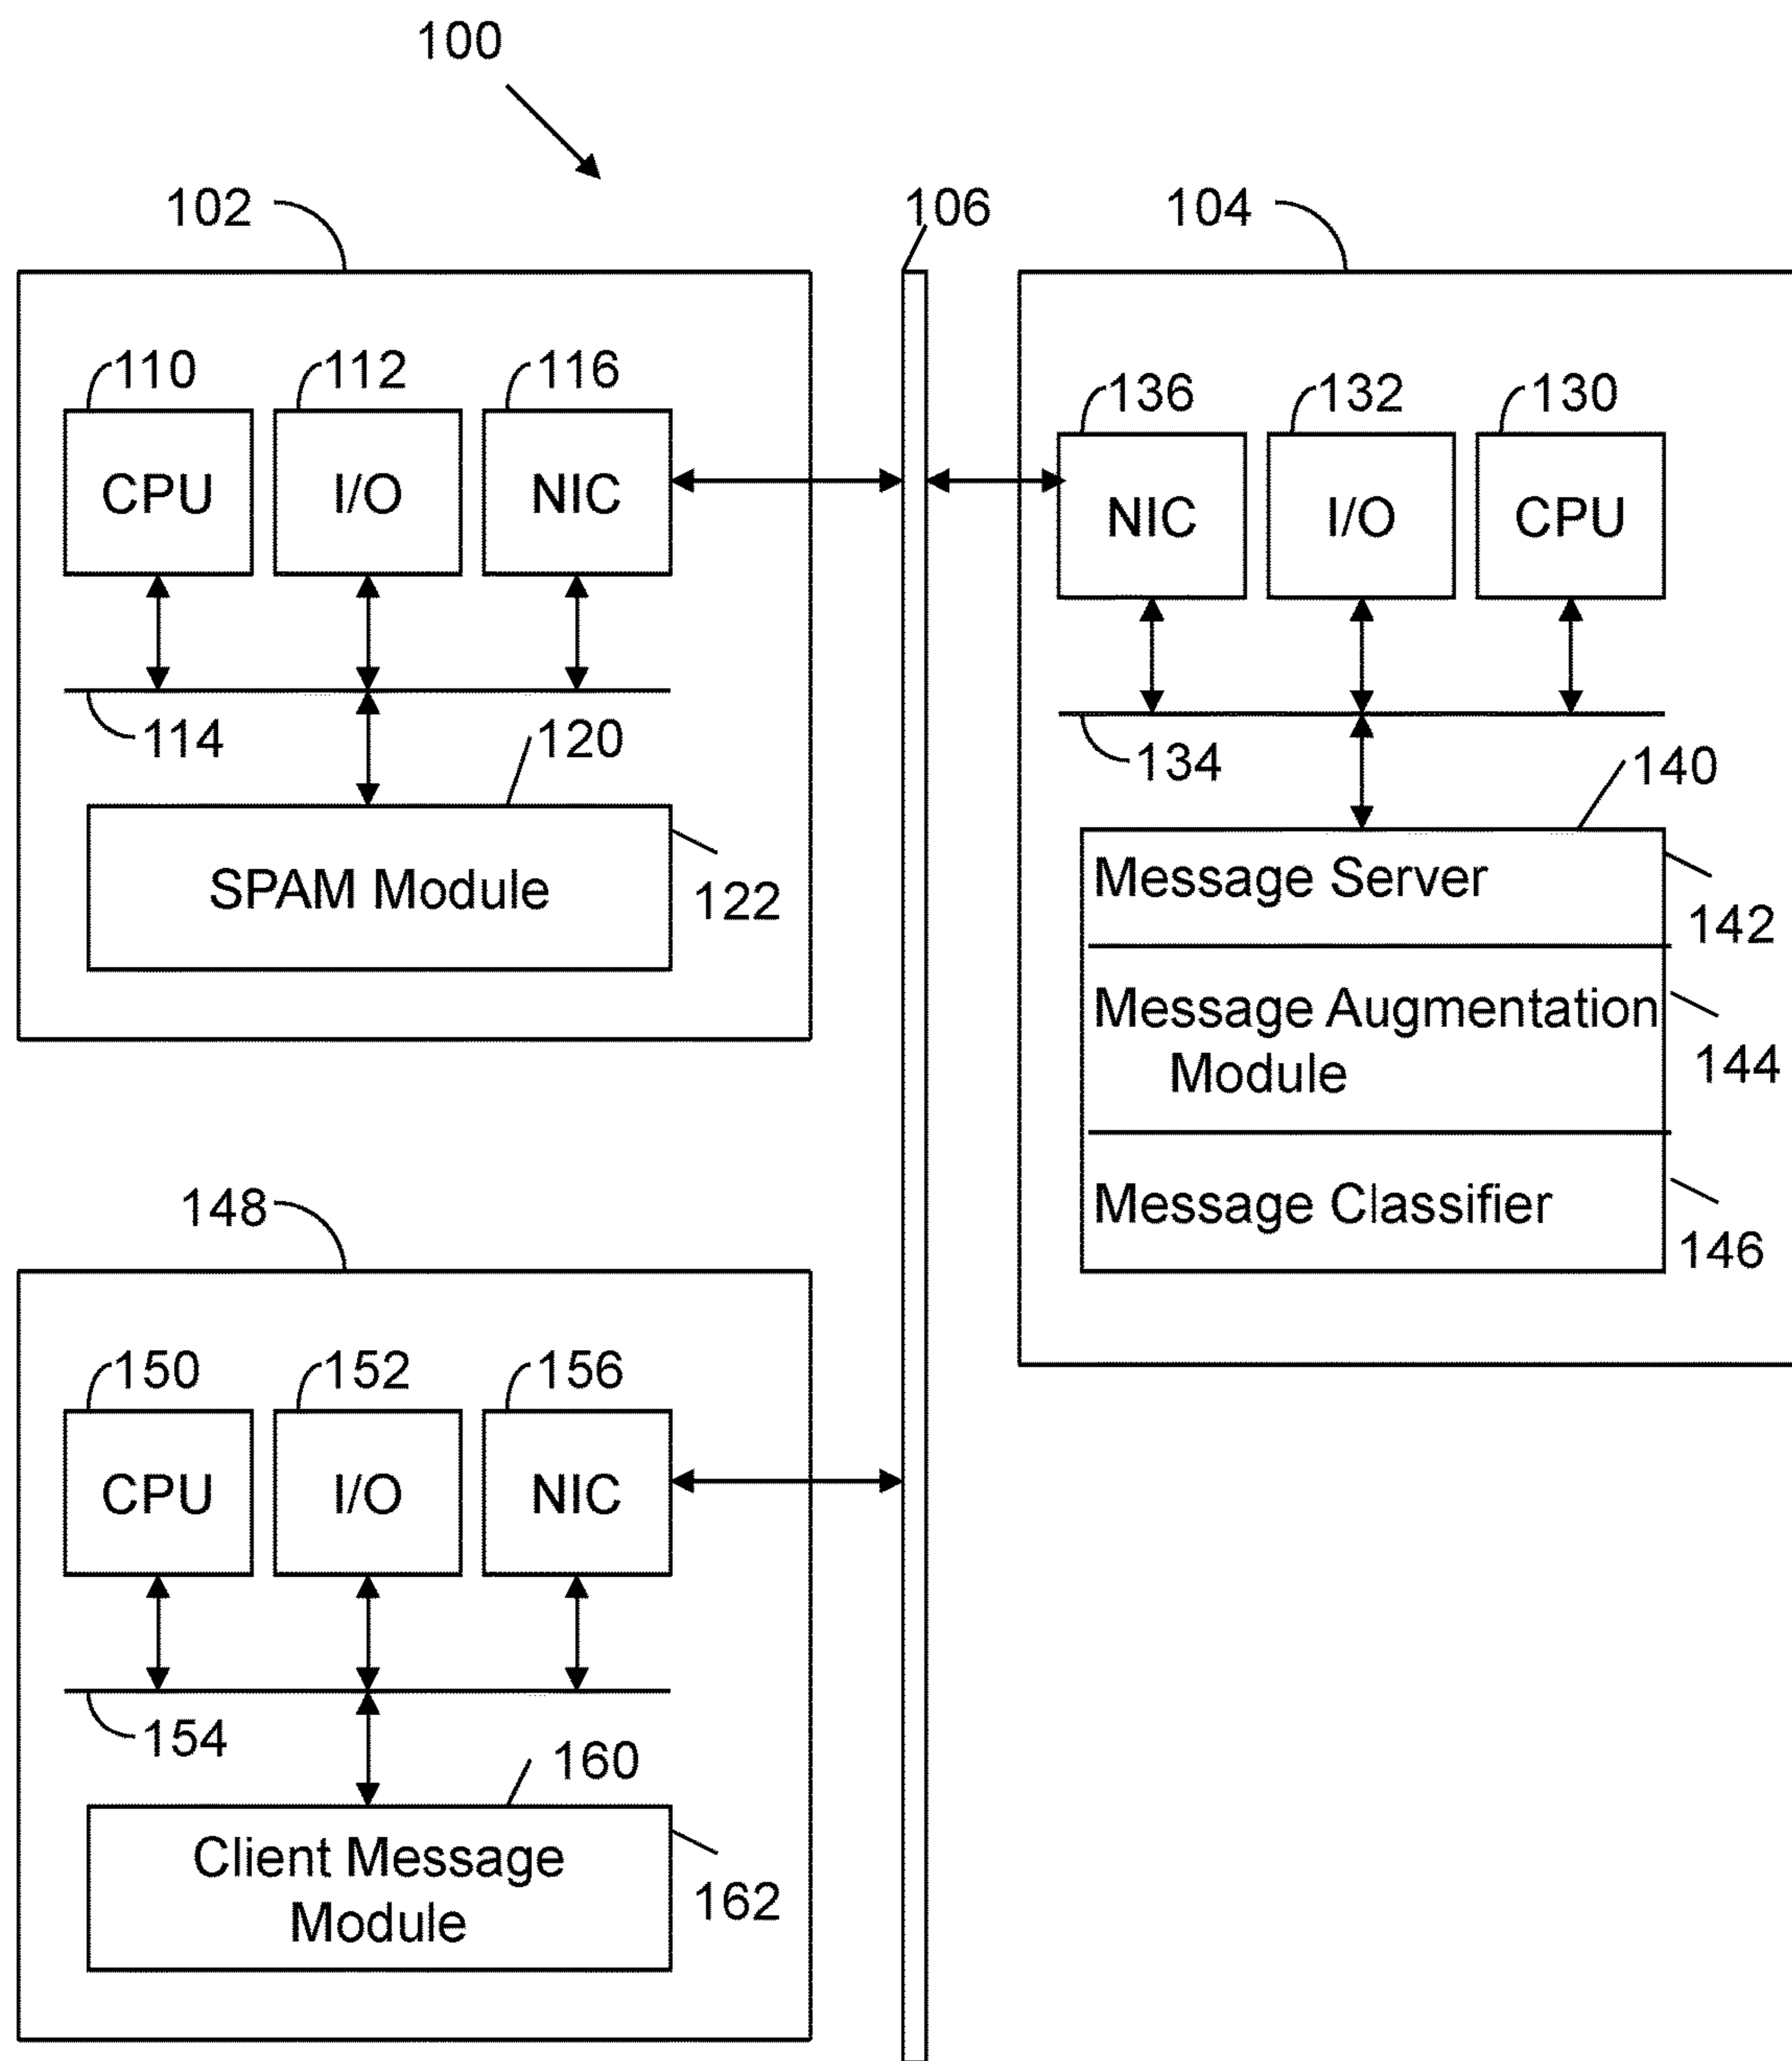 100
102
106
104
110
112
116
136
132
130
CPU
I/O
NIC
NIC
I/O
CPU
114
120
134
140
SPAM Module
122
Message Server
142
Message Augmentation
Module
144
Message Classifier
146
148
150
152
156
CPU
I/O
NIC
154
160
Client Message
Module
162